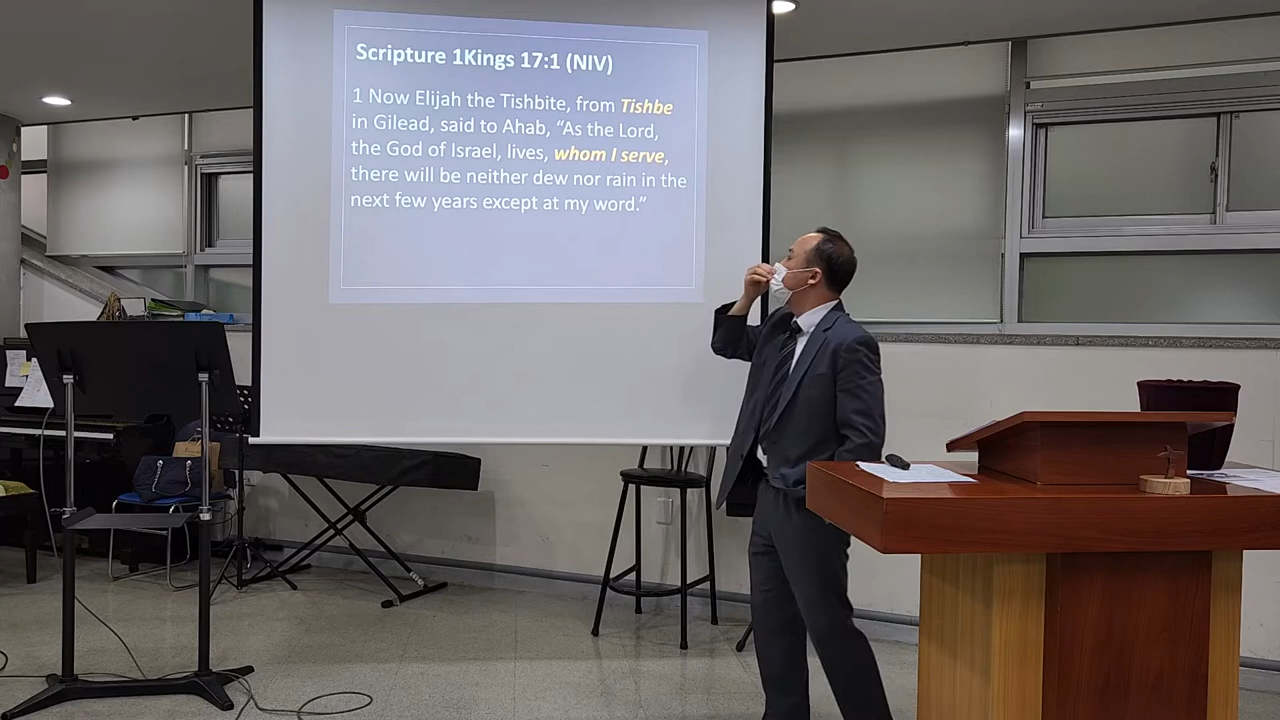 Scripture 1Kings 17:1 (NIV)
1 Now Elijah the Tishbite, from Tishbe
in Gilead, said to Ahab, “As the Lord,
the God of Israel, lives, whom I serve,
there will be neither dew nor rain in the
next few years except at my word.”